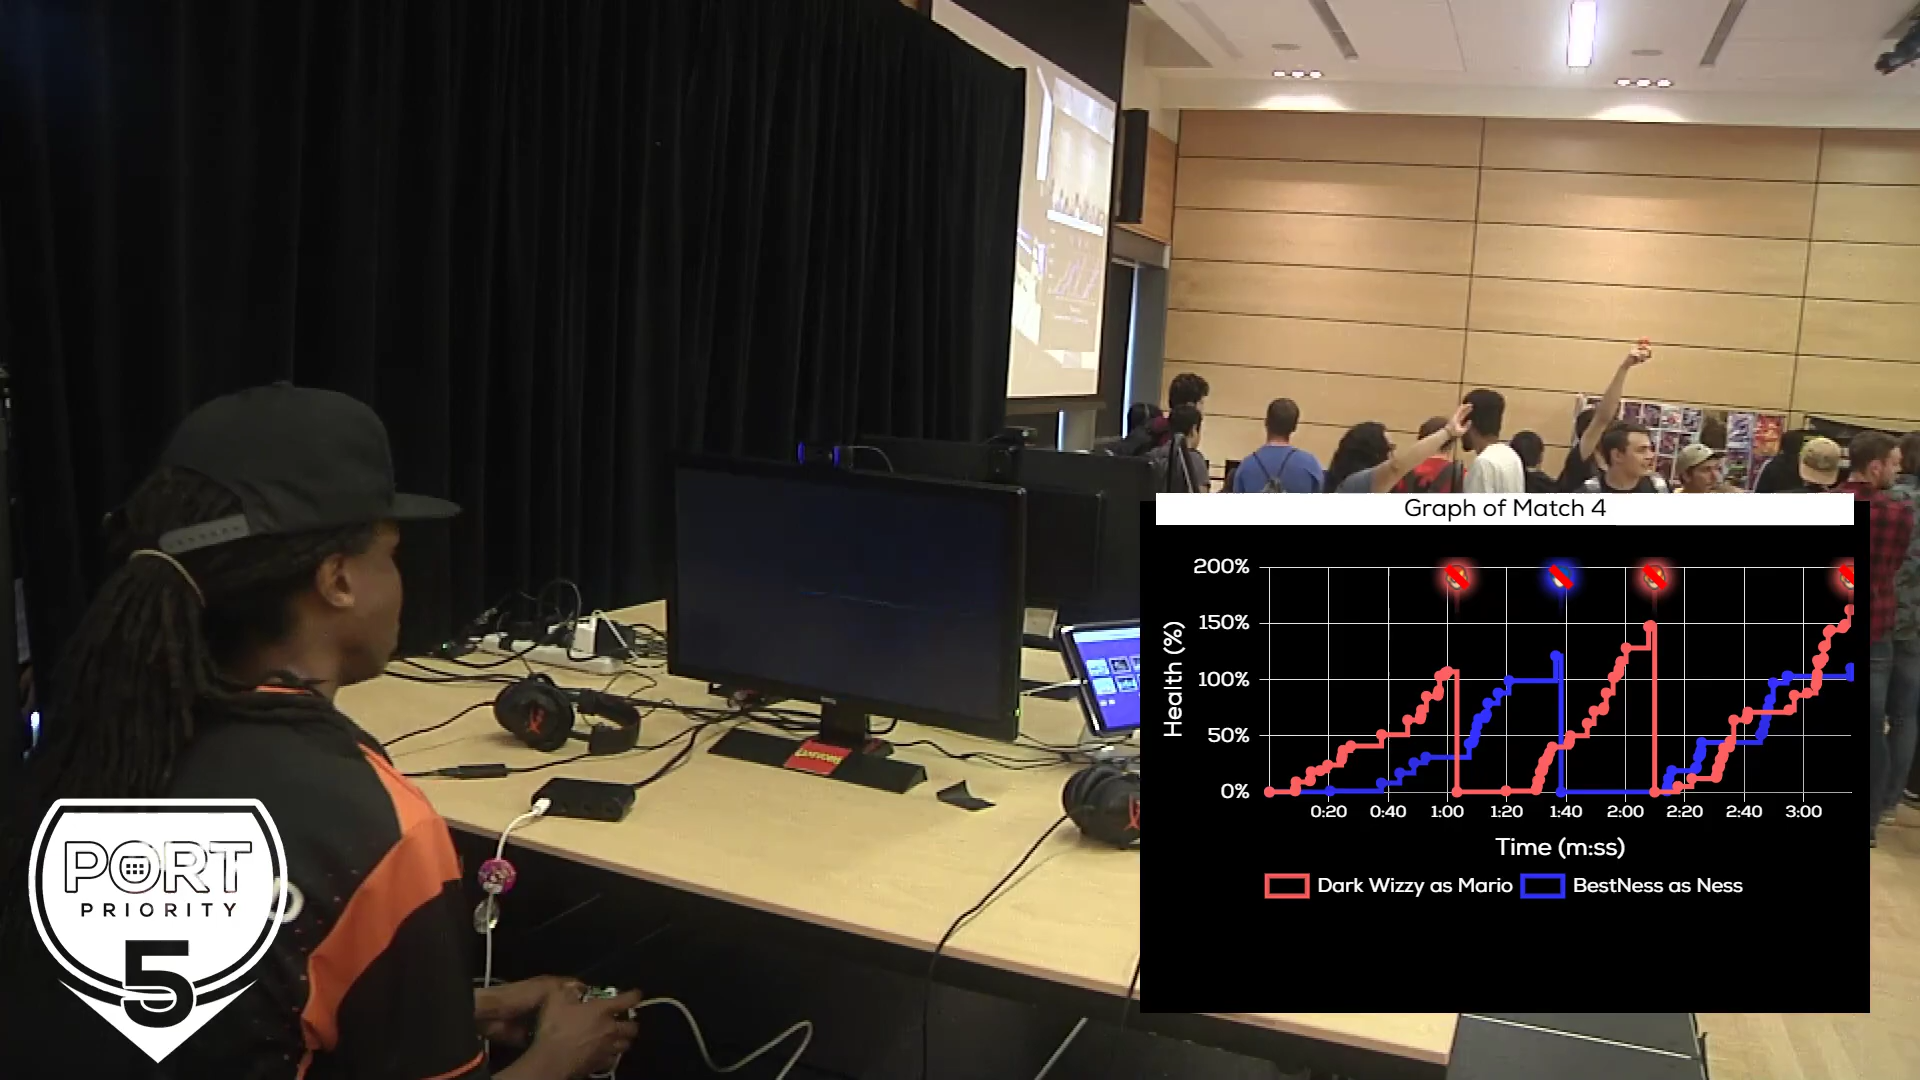 Graph of Match 4
Health (%)
200%
150%
100%
50%
0%
0:20 0:40 1:00 1:20 1:40 2:00 2:20 2:40 3:00
Time (m:ss)
Dark Wizzy as Mario BestNess as Ness
PORT
PRIORITY
5
Lenovo